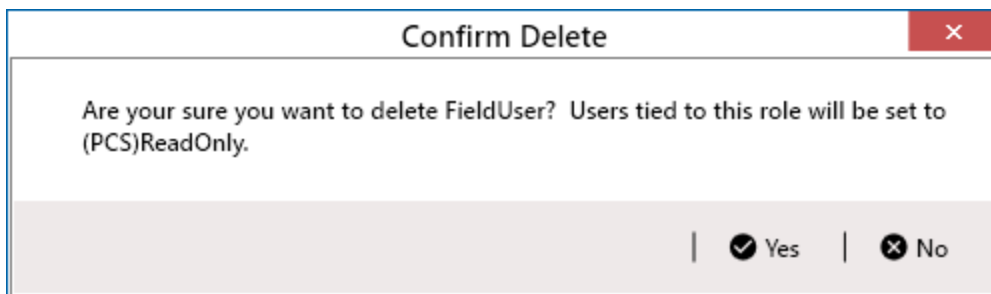 Confirm Delete
Are your sure you want to delete FieldUser?  Users tied to this role will be set to
(PCS)ReadOnly.
| Yes | No